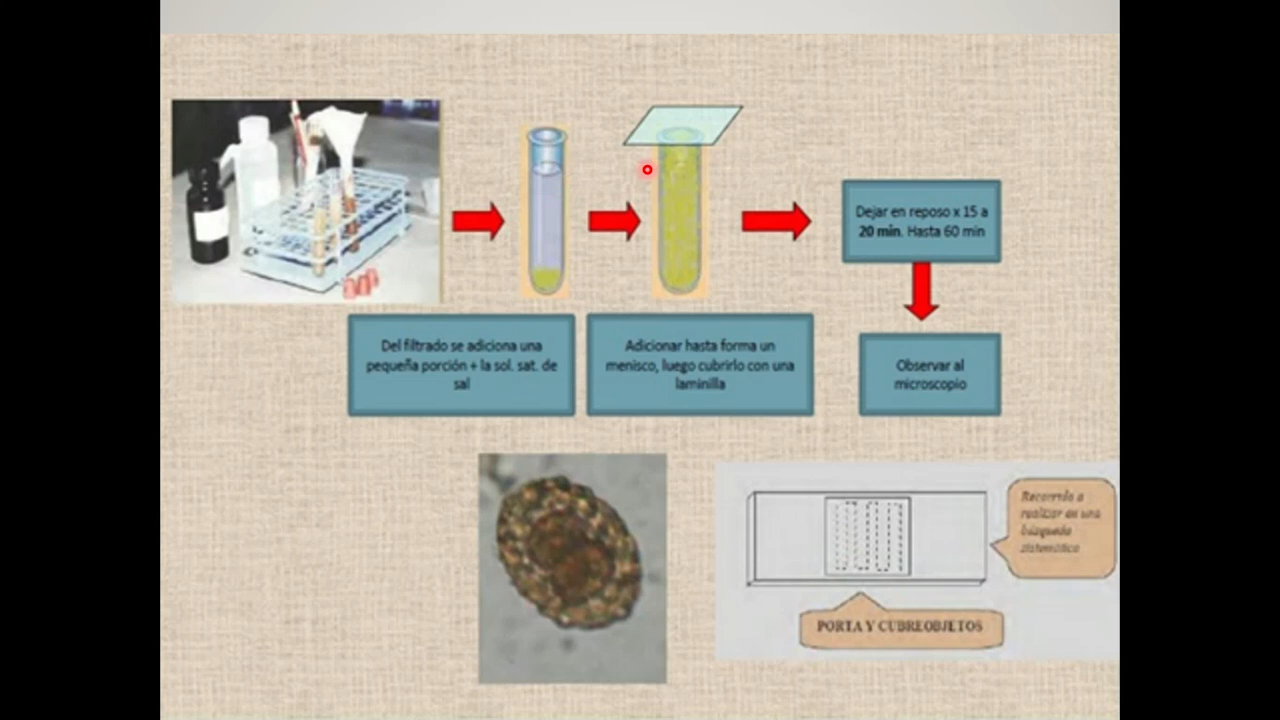 Del filtrado se adiciona una
pequeña porción + la sol. sat. de
sal
Adicionar hasta forma un
menisco, luego cubrirlo con una
laminilla
Dejar en reposo x 15 a
20 min. Hasta 60 min
Observar al
microscopio
Recorrido a
realizar en una
búsqueda
sistemática
PORTA Y CUBREOBJETOS